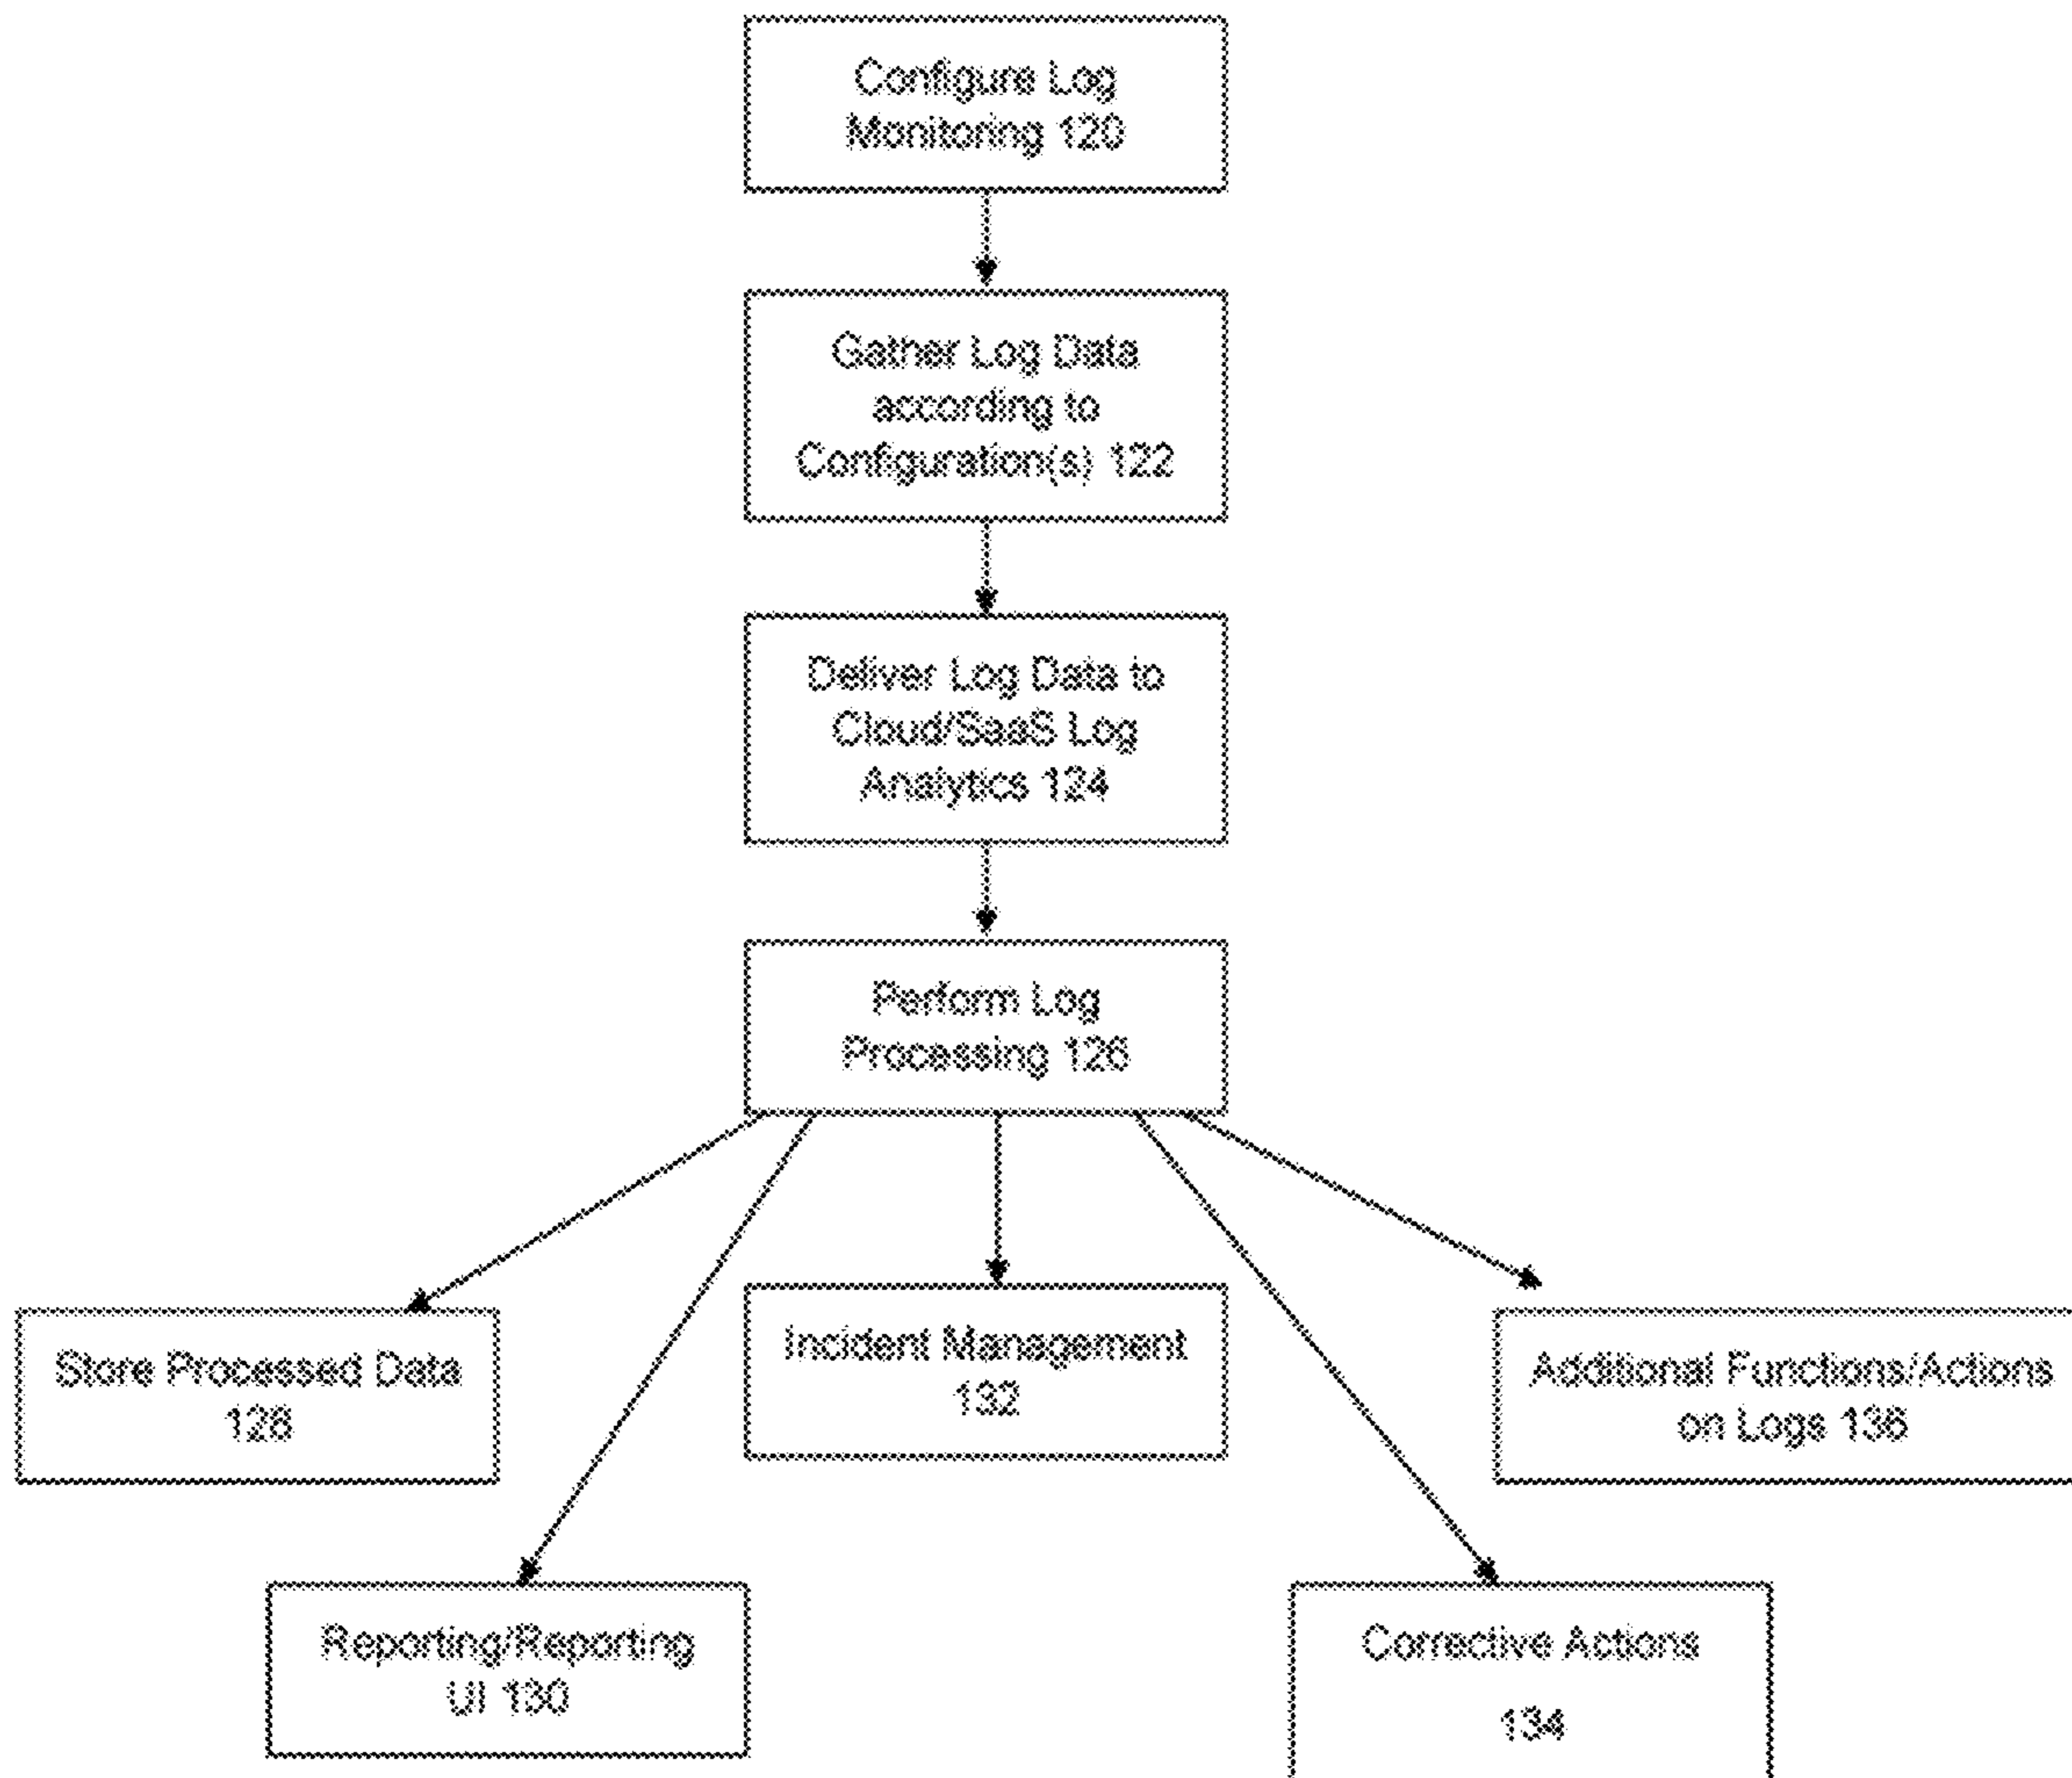 Configure Log
Monitoring 120
Gather Log Data
according to
Configuration(s) 122
Deliver Log Data to
Cloud/SaaS Log
Analytics 124
Perform Log
Processing 126
Store Processed Data
128
Incident Management
132
Additional Functions/Actions
on Logs 136
Reporting/Reporting
UI 130
Corrective Actions
134